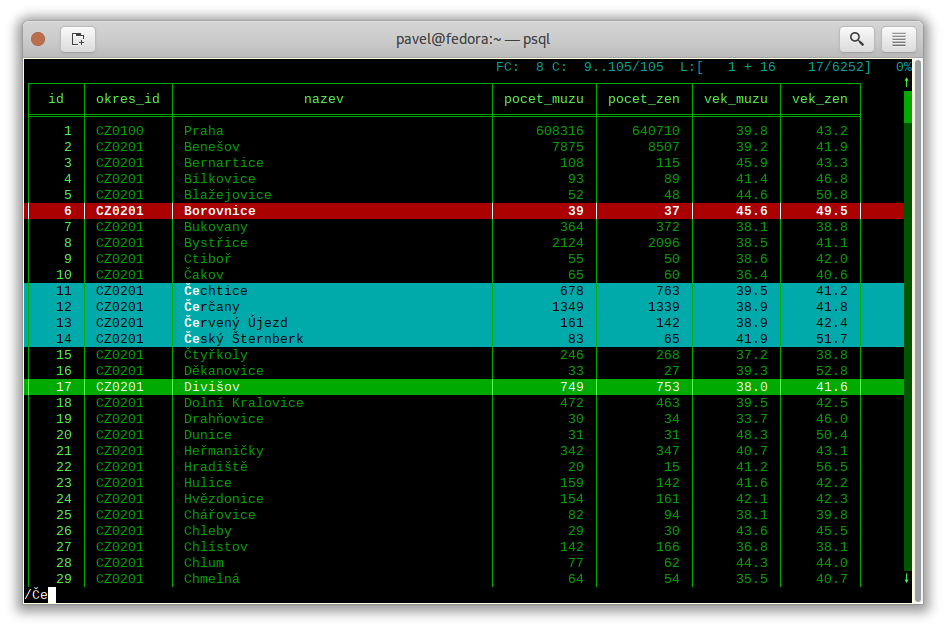 pavel@fedora:~ — psql
FC:  8 C:  9..105/105  L:[   1 + 16    17/6252]   0%
id okres_id nazev pocet_muzu pocet_zen vek_muzu vek_zen
1 CZ0100 Praha 608316 640710 39.8 43.2
2 CZ0201 Benešov 7875 8507 39.2 41.9
3 CZ0201 Bernartice 108 115 45.9 43.3
4 CZ0201 Bílkovice 93 89 41.4 46.8
5 CZ0201 Blažejovice 52 48 44.6 50.8
6 CZ0201 Borovnice 39 37 45.6 49.5
7 CZ0201 Bukovany 364 372 38.1 38.8
8 CZ0201 Bystřice 2124 2096 38.5 41.1
9 CZ0201 Ctiboř 55 50 38.6 42.0
10 CZ0201 Čakov 65 60 36.4 40.6
11 CZ0201 Čechtice 678 763 39.5 41.2
12 CZ0201 Čerčany 1349 1339 38.9 41.8
13 CZ0201 Červený Újezd 161 142 38.9 42.4
14 CZ0201 Český Šternberk 83 65 41.9 51.7
15 CZ0201 Čtyřkoly 246 268 37.2 38.8
16 CZ0201 Děkanovice 33 27 39.3 52.8
17 CZ0201 Divišov 749 753 38.0 41.6
18 CZ0201 Dolní Kralovice 472 463 39.5 42.5
19 CZ0201 Drahňovice 30 34 33.7 46.0
20 CZ0201 Dunice 31 31 48.3 50.4
21 CZ0201 Heřmaničky 342 347 40.7 43.1
22 CZ0201 Hradiště 20 15 41.2 56.5
23 CZ0201 Hulice 159 142 41.6 42.2
24 CZ0201 Hvězdonice 154 161 42.1 42.3
25 CZ0201 Chářovice 82 94 38.1 39.8
26 CZ0201 Chleby 29 30 43.6 45.5
27 CZ0201 Chlístov 142 166 36.8 38.1
28 CZ0201 Chlum 77 62 44.3 44.0
29 CZ0201 Chmelná 64 54 35.5 40.7
/Če